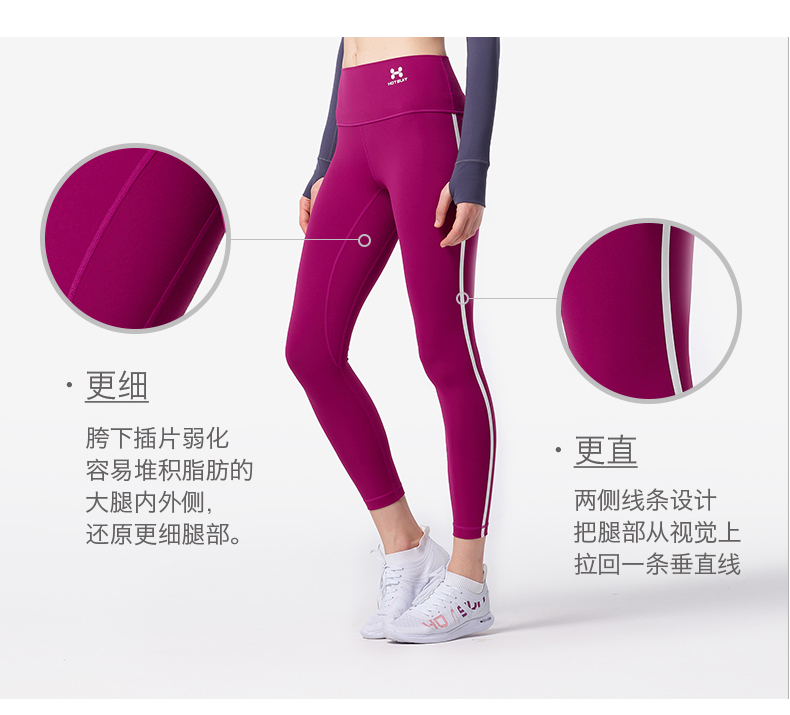 HOTSUIT
· 更细
胯下插片弱化
容易堆积脂肪的
大腿内外侧，
还原更细腿部。
· 更直
两侧线条设计
把腿部从视觉上
拉回一条垂直线